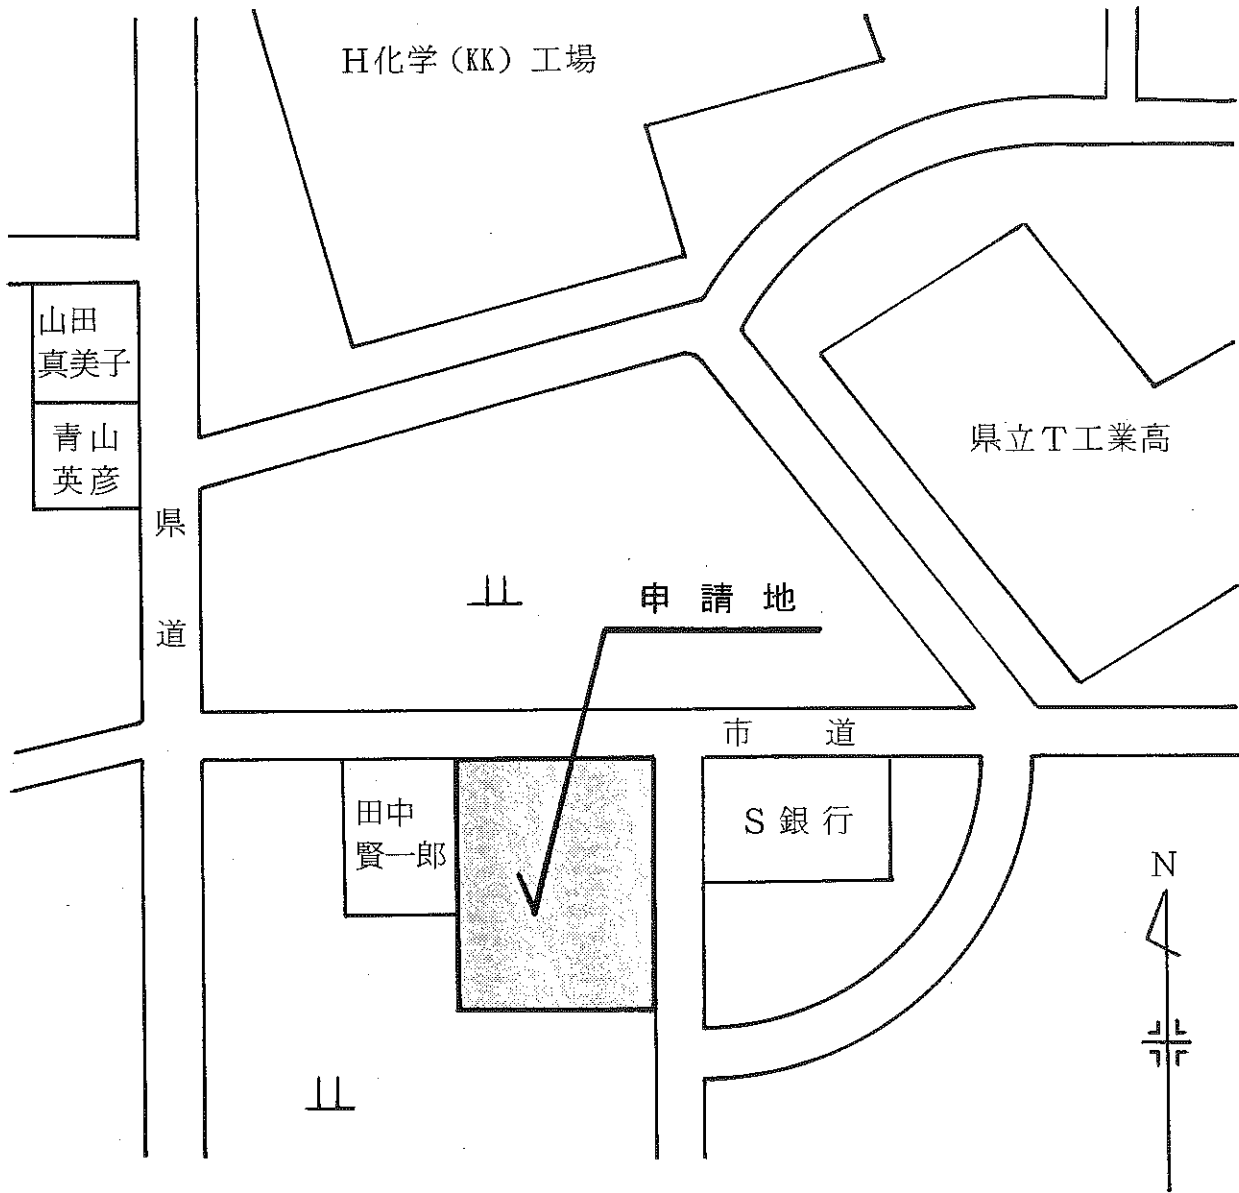 H化学(KK)工場
山田
真美子
青山
英彦
県立T工業高
県
道
申請地
市道
田中
賢一郎
S銀行
N